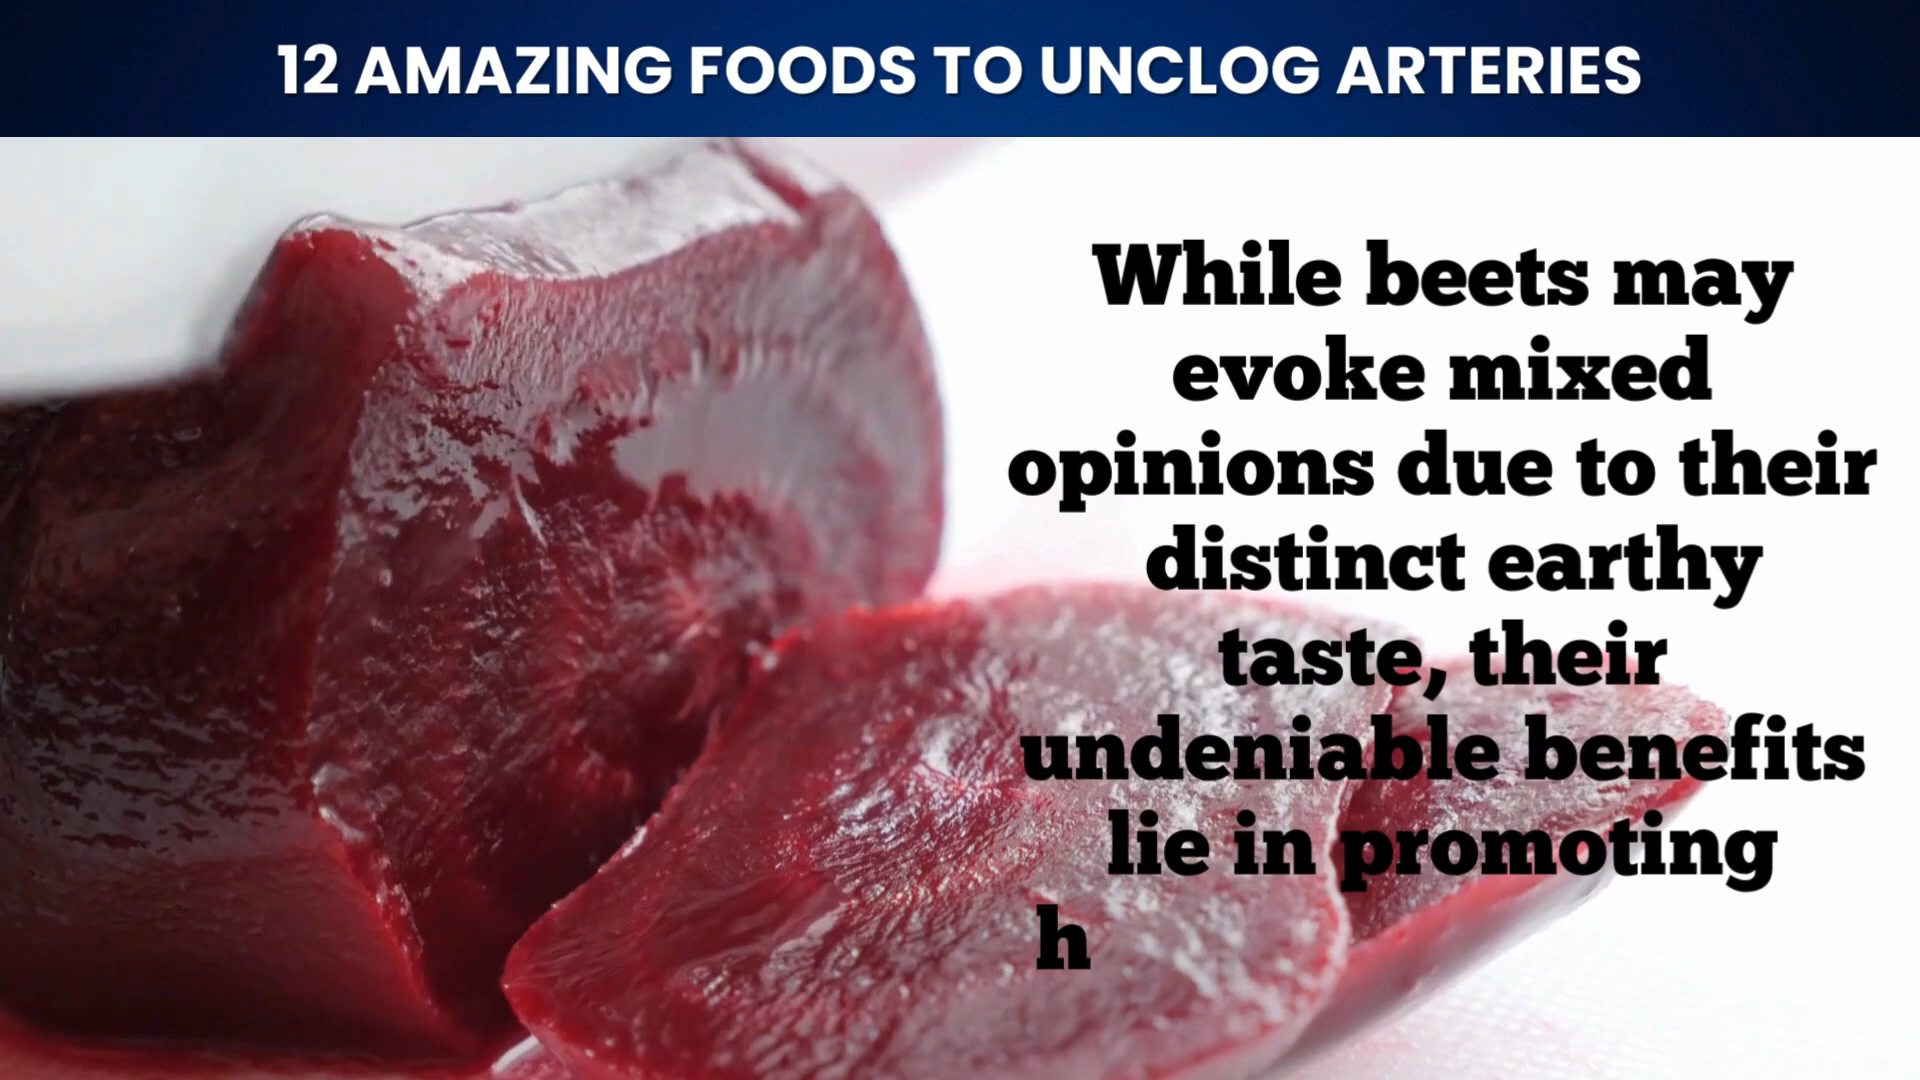 12 AMAZING FOODS TO UNCLOG ARTERIES
While beets may
evoke mixed
opinions due to their
distinct earthy
taste, their
undeniable benefits
lie in promoting
h